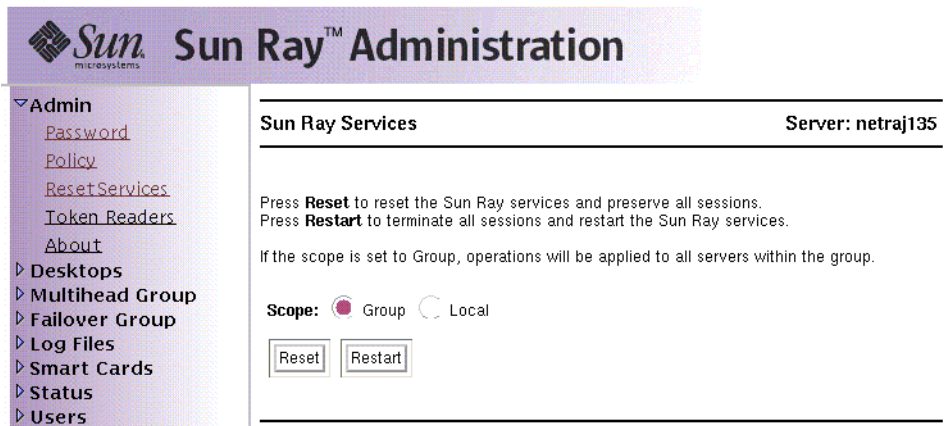 Sun microsystems Sun Ray™ Administration
Admin
Password
Policy
Reset Services
Token Readers
About
Desktops
Multihead Group
Failover Group
Log Files
Smart Cards
Status
Users
Sun Ray Services Server: netraj135
Press Reset to reset the Sun Ray services and preserve all sessions.
Press Restart to terminate all sessions and restart the Sun Ray services.
If the scope is set to Group, operations will be applied to all servers within the group.
Scope: Group Local
Reset Restart